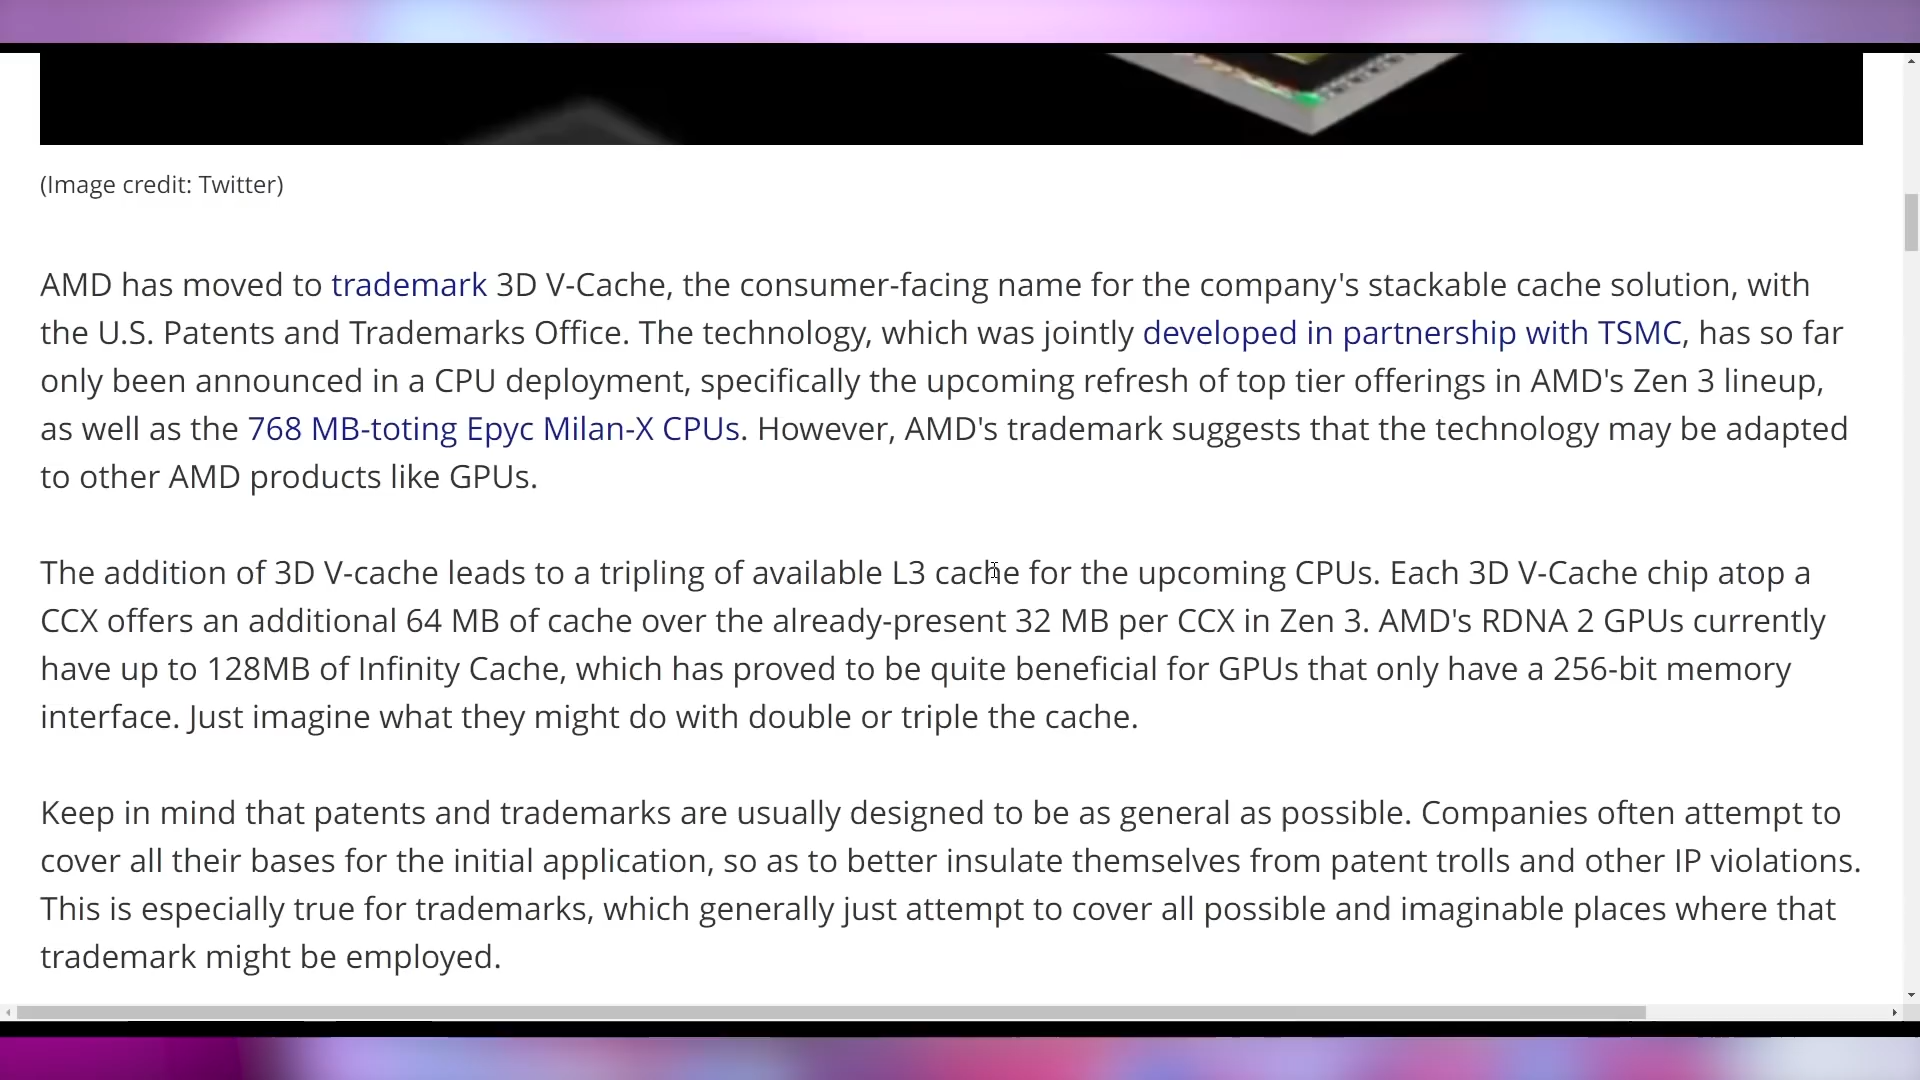 (Image credit: Twitter)
AMD has moved to trademark 3D V-Cache, the consumer-facing name for the company's stackable cache solution, with
the U.S. Patents and Trademarks Office. The technology, which was jointly developed in partnership with TSMC, has so far
only been announced in a CPU deployment, specifically the upcoming refresh of top tier offerings in AMD's Zen 3 lineup,
as well as the 768 MB-toting Epyc Milan-X CPUs. However, AMD's trademark suggests that the technology may be adapted
to other AMD products like GPUs.
The addition of 3D V-cache leads to a tripling of available L3 cache for the upcoming CPUs. Each 3D V-Cache chip atop a
CCX offers an additional 64 MB of cache over the already-present 32 MB per CCX in Zen 3. AMD's RDNA 2 GPUs currently
have up to 128MB of Infinity Cache, which has proved to be quite beneficial for GPUs that only have a 256-bit memory
interface. Just imagine what they might do with double or triple the cache.
Keep in mind that patents and trademarks are usually designed to be as general as possible. Companies often attempt to
cover all their bases for the initial application, so as to better insulate themselves from patent trolls and other IP violations.
This is especially true for trademarks, which generally just attempt to cover all possible and imaginable places where that
trademark might be employed.